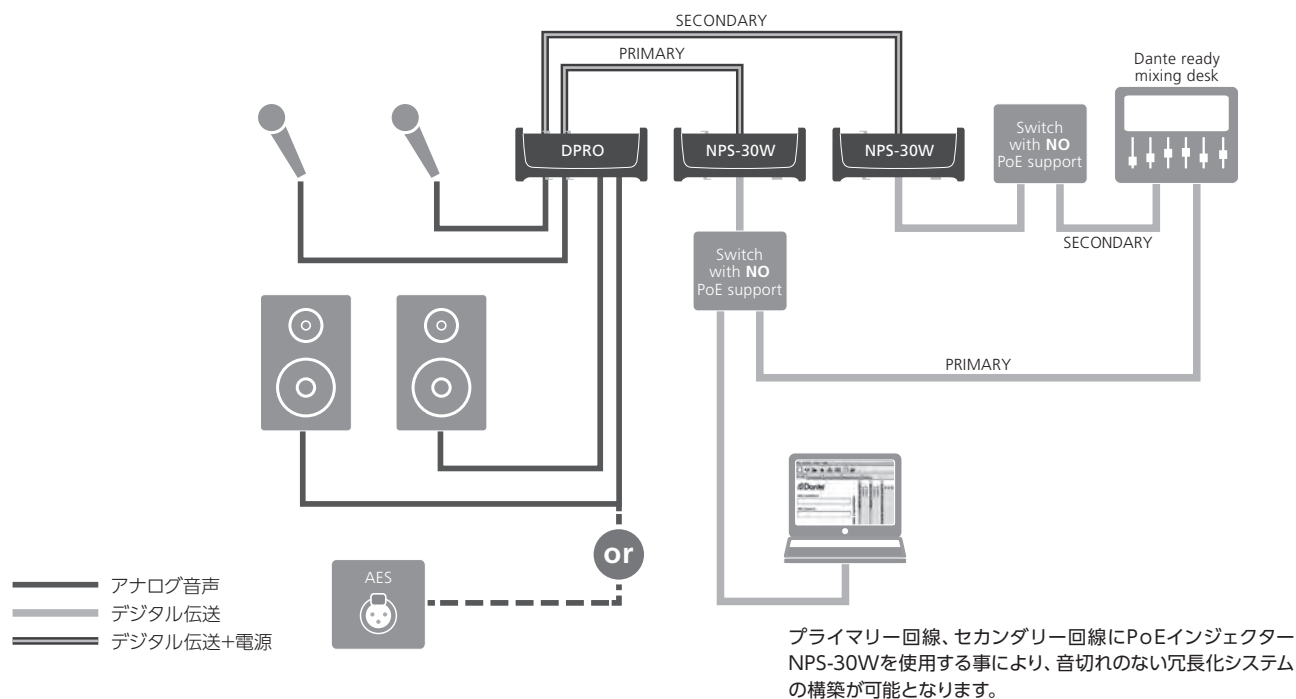 SECONDARY
PRIMARY
Dante ready
mixing desk
DPRO
NPS-30W
NPS-30W
Switch
with NO
PoE support
SECONDARY
Switch
with NO
PoE support
PRIMARY
Dante
or
AES
アナログ音声
デジタル伝送
デジタル伝送+電源
プライマリー回線、セカンダリー回線にPoEインジェクター
NPS-30Wを使用する事により、音切れのない冗長化システム
の構築が可能となります。